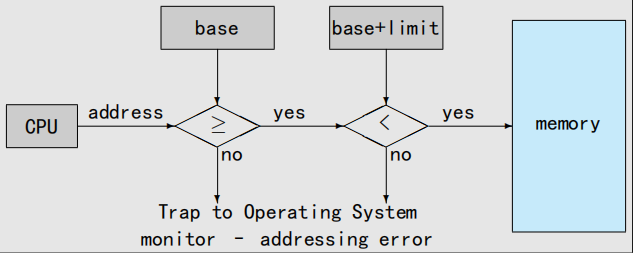 base
base+limit
CPU
address
≥
yes
<
yes
memory
no
no
Trap to Operating System
monitor – addressing error